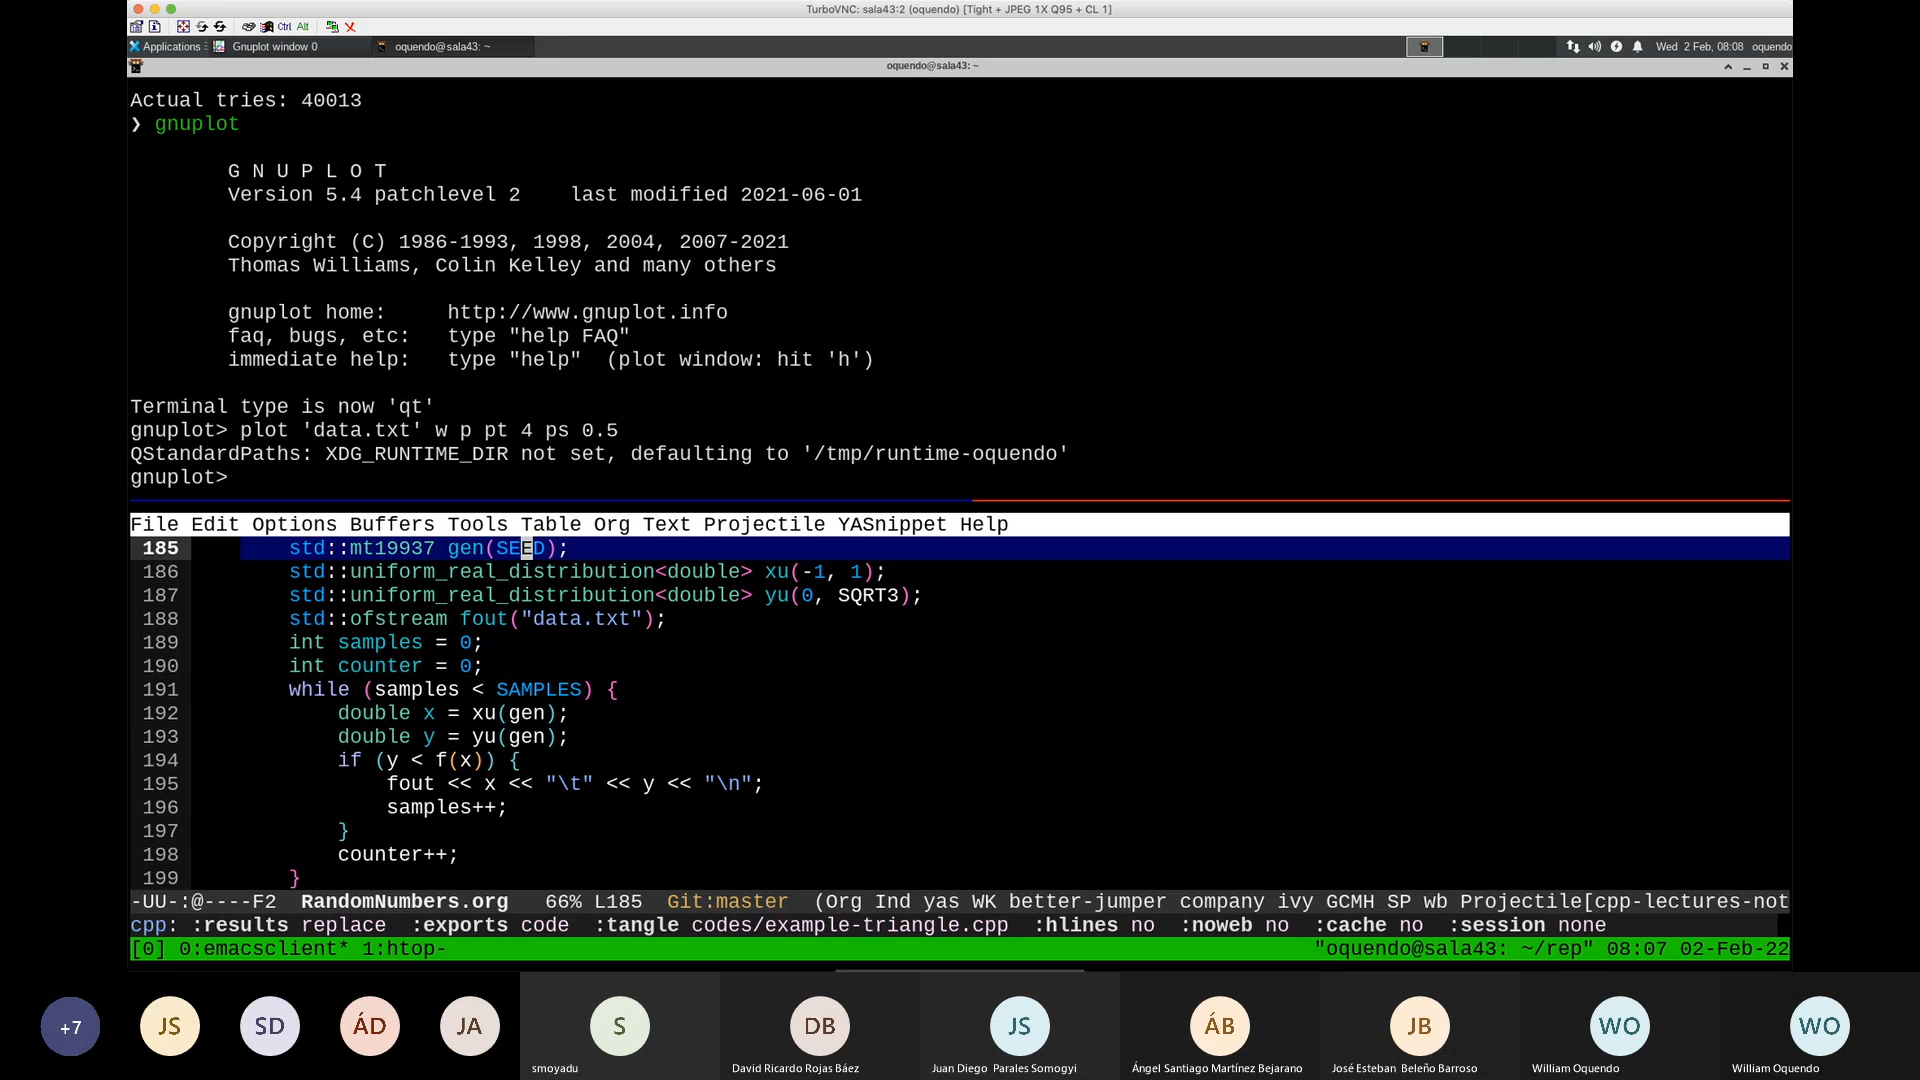 TurboVNC: sala43:2 (oquendo) [Tight + JPEG 1X Q95 + CL 1]
Ctrl Alt
Applications Gnuplot window 0 oquendo@sala43: ~ Wed 2 Feb, 08:08 oquendo
oquendo@sala43: ~
Actual tries: 40013
❯ gnuplot
G N U P L O T
Version 5.4 patchlevel 2    last modified 2021-06-01
Copyright (C) 1986-1993, 1998, 2004, 2007-2021
Thomas Williams, Colin Kelley and many others
gnuplot home:     http://www.gnuplot.info
faq, bugs, etc:   type "help FAQ"
immediate help:   type "help"  (plot window: hit 'h')
Terminal type is now 'qt'
gnuplot> plot 'data.txt' w p pt 4 ps 0.5
QStandardPaths: XDG_RUNTIME_DIR not set, defaulting to '/tmp/runtime-oquendo'
gnuplot>
File Edit Options Buffers Tools Table Org Text Projectile YASnippet Help
185 std::mt19937 gen(SEED);
186 std::uniform_real_distribution<double> xu(-1, 1);
187 std::uniform_real_distribution<double> yu(0, SQRT3);
188 std::ofstream fout("data.txt");
189 int samples = 0;
190 int counter = 0;
191 while (samples < SAMPLES) {
192 double x = xu(gen);
193 double y = yu(gen);
194 if (y < f(x)) {
195 fout << x << "\t" << y << "\n";
196 samples++;
197 }
198 counter++;
199 }
-UU-:@----F2  RandomNumbers.org   66% L185  Git:master  (Org Ind yas WK better-jumper company ivy GCMH SP wb Projectile[cpp-lectures-not
cpp: :results replace  :exports code  :tangle codes/example-triangle.cpp  :hlines no  :noweb no  :cache no  :session none
[0] 0:emacsclient* 1:htop- "oquendo@sala43: ~/rep" 08:07 02-Feb-22
+7 JS SD ÁD JA S DB JS ÁB JB WO WO
smoyadu David Ricardo Rojas Báez Juan Diego Parales Somogyi Ángel Santiago Martínez Bejarano José Esteban Beleño Barroso William Oquendo William Oquendo